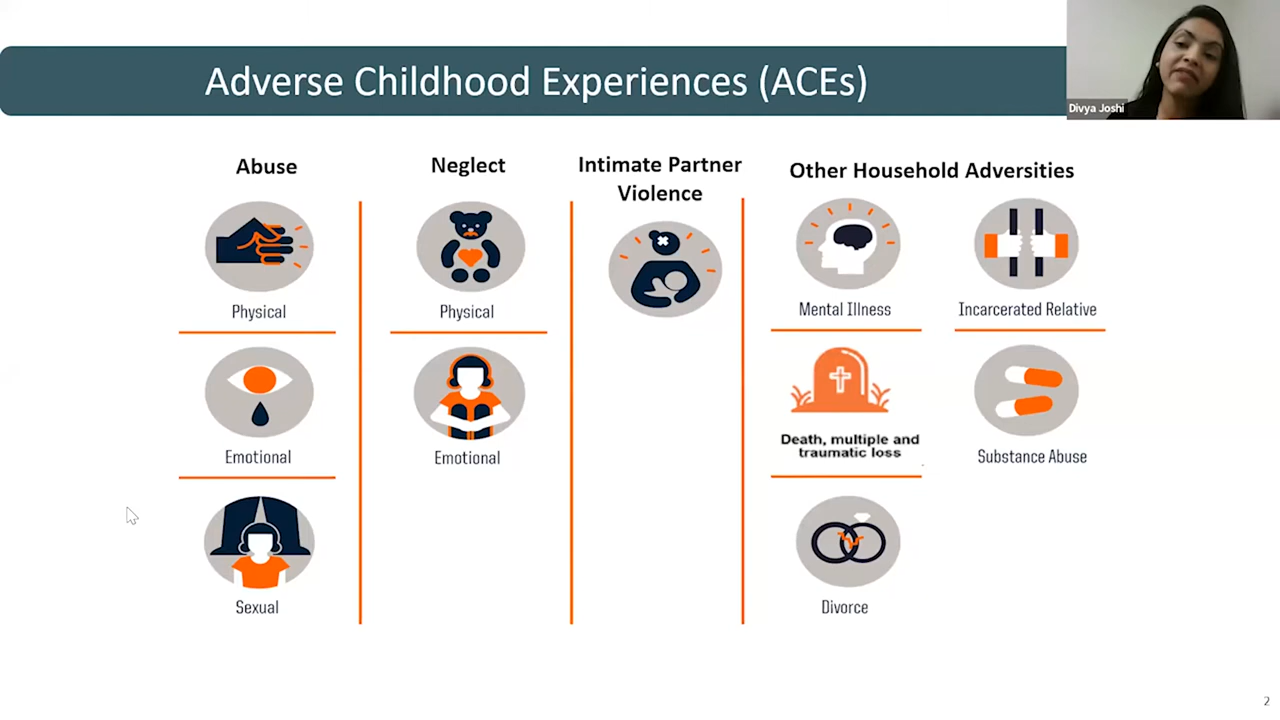 Adverse Childhood Experiences (ACEs)
Divya Joshi
Abuse
Physical
Emotional
Sexual
Neglect
Physical
Emotional
Intimate Partner
Violence
Other Household Adversities
Mental Illness
Incarcerated Relative
Death, multiple and
traumatic loss
Substance Abuse
Divorce
2